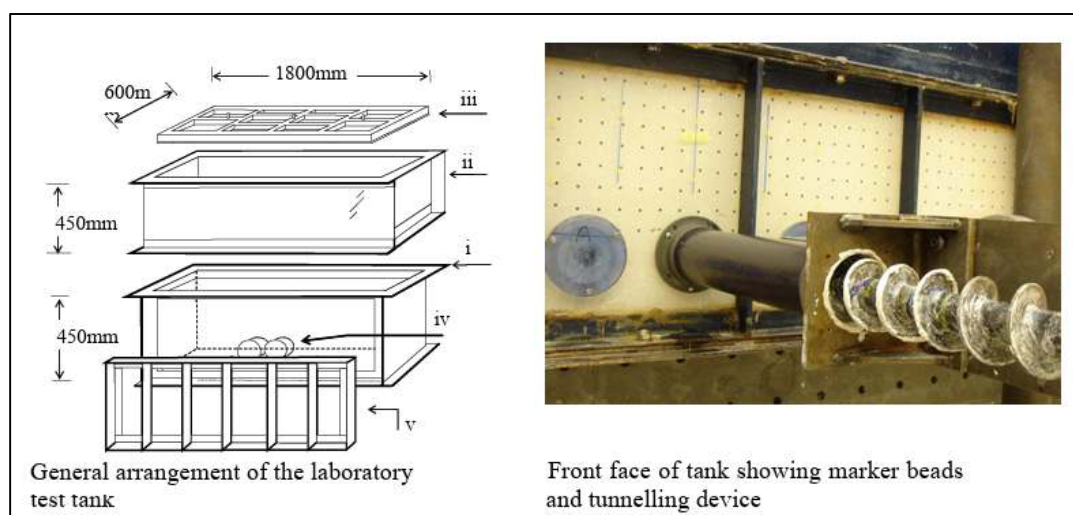 1800mm
600m
iii
ii
450mm
i
450mm
iv
v
General arrangement of the laboratory
test tank
Front face of tank showing marker beads
and tunnelling device